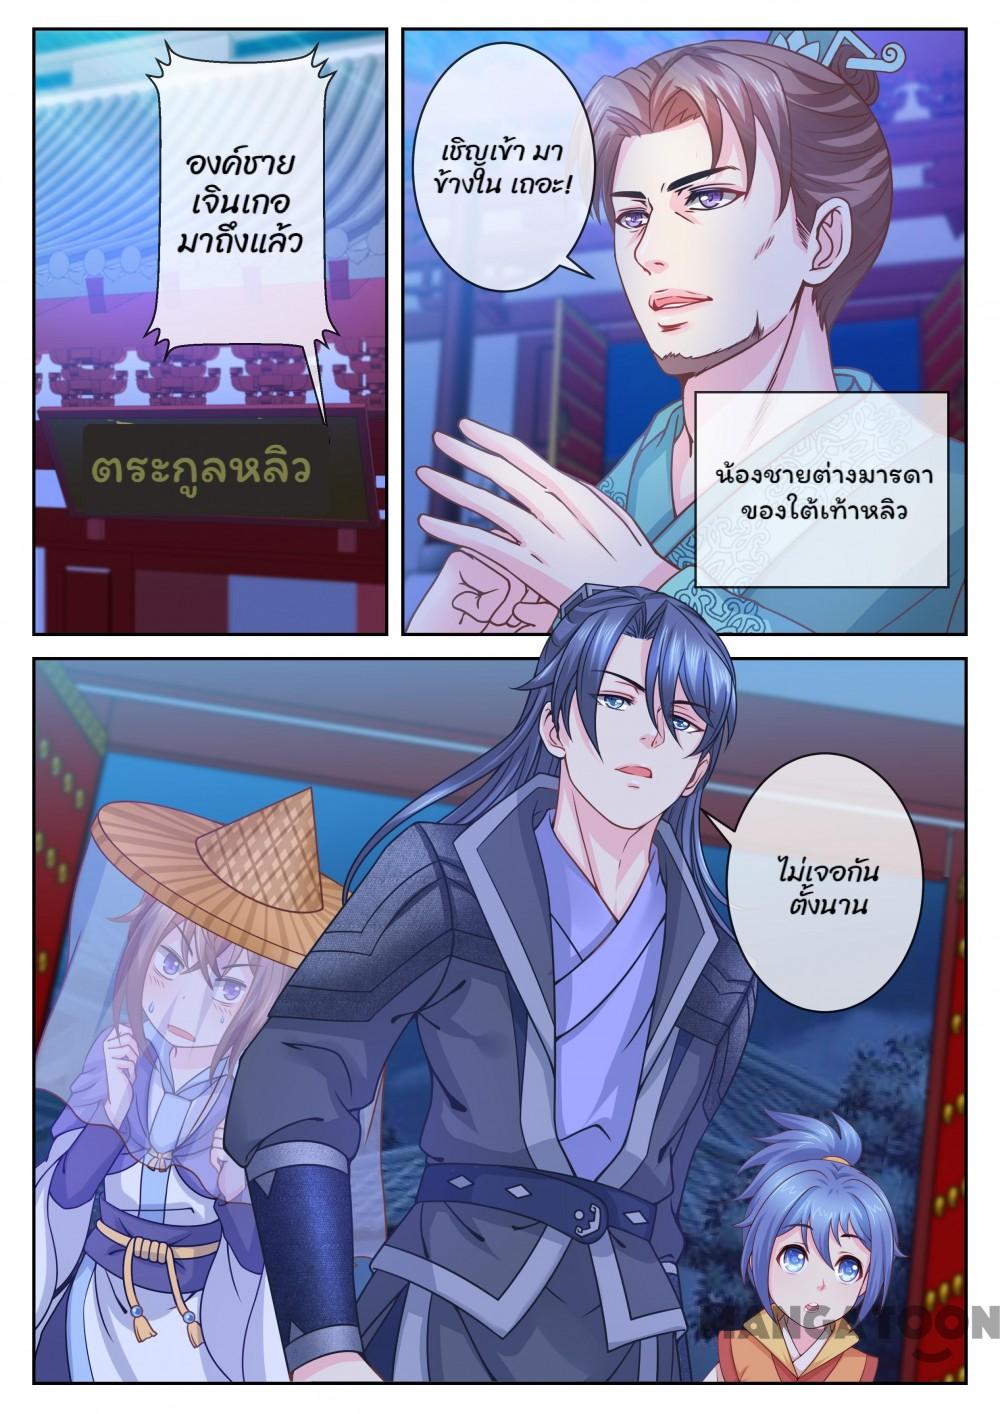 องค์ชาย
เจินเกอ
มาถึงแล้ว
ตระกูลหลิว
เชิญเข้า มา
ข้างใน เถอะ!
น้องชายต่างมารดา
ของใต้เท้าหลิว
ไม่เจอกัน
ตั้งนาน
MANGATOON